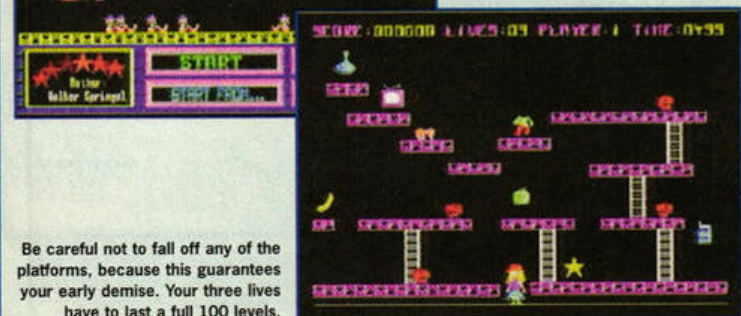 START
START FROM...
SCORE:000000 LIVES:03 PLAYER:1 TIME:0499
Be careful not to fall off any of the
platforms, because this guarantees
your early demise. Your three lives
have to last a full 100 levels.